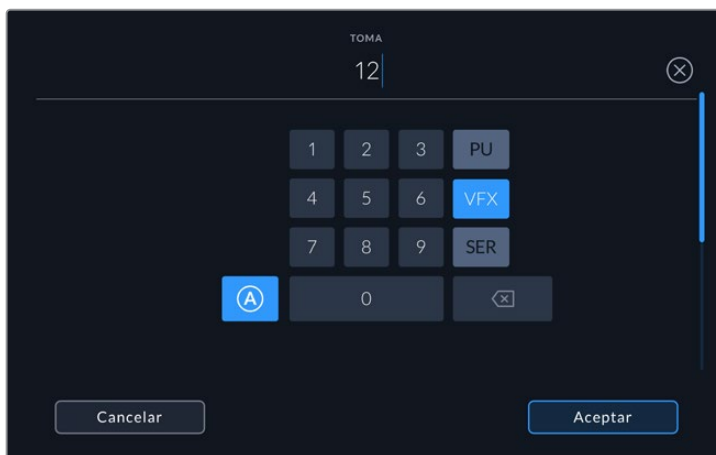 TOMA
12
1 2 3 PU
4 5 6 VFX
7 8 9 SER
A 0
Cancelar Aceptar